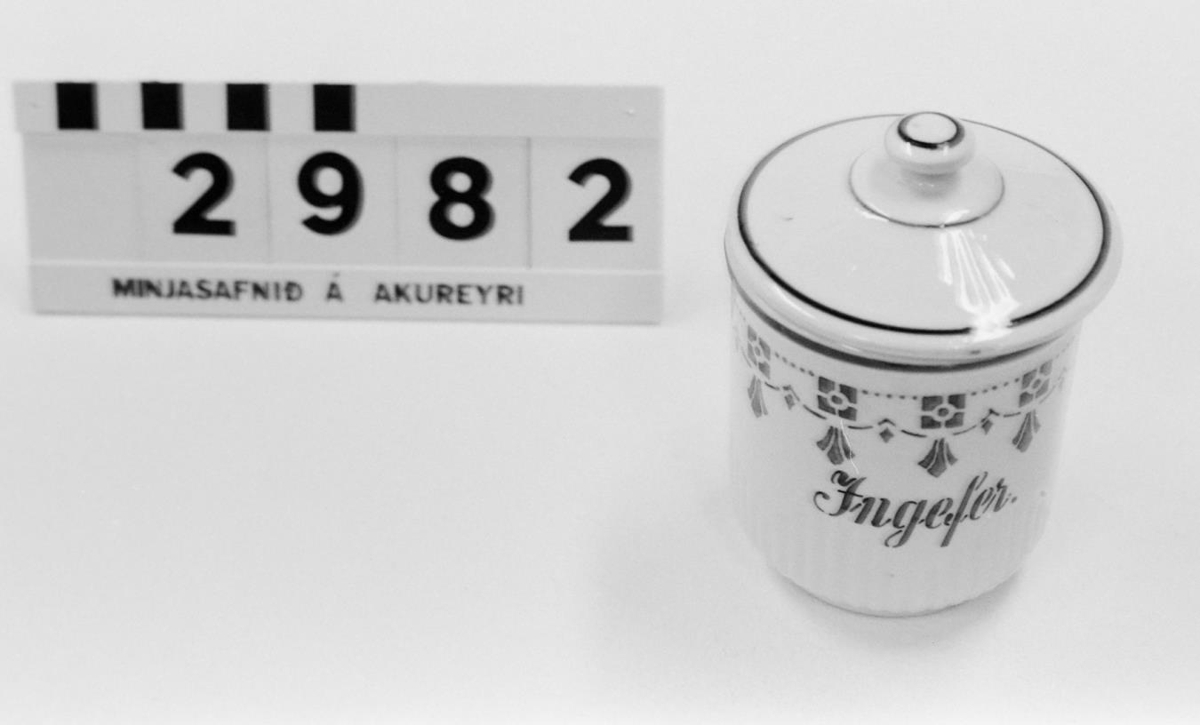 2982
MINJASAFNIÐ Á AKUREYRI
Ingefer.